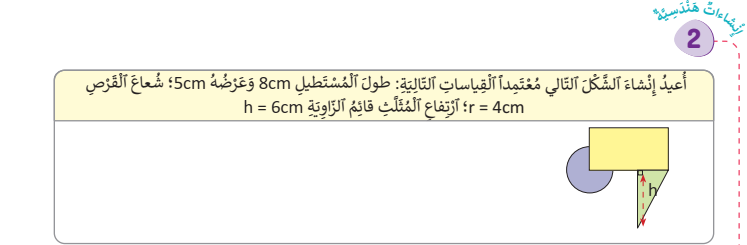 إِنْشاءاتٌ هَنْدَسِيَّةٌ
2
أُعيدُ إِنْشاءَ ٱلشَّكْلَ ٱلتّالي مُعْتَمِداً ٱلْقِياساتِ ٱلتّالِيَةِ: طولَ ٱلْمُسْتَطيلِ 8cm وَعَرْضُهُ 5cm؛ شُعاعَ ٱلْقَرْصِ
r = 4cm؛ ٱرْتِفاعِ ٱلْمُثَلَّثِ قائِمُ ٱلزّاوِيَةِ h = 6cm
h